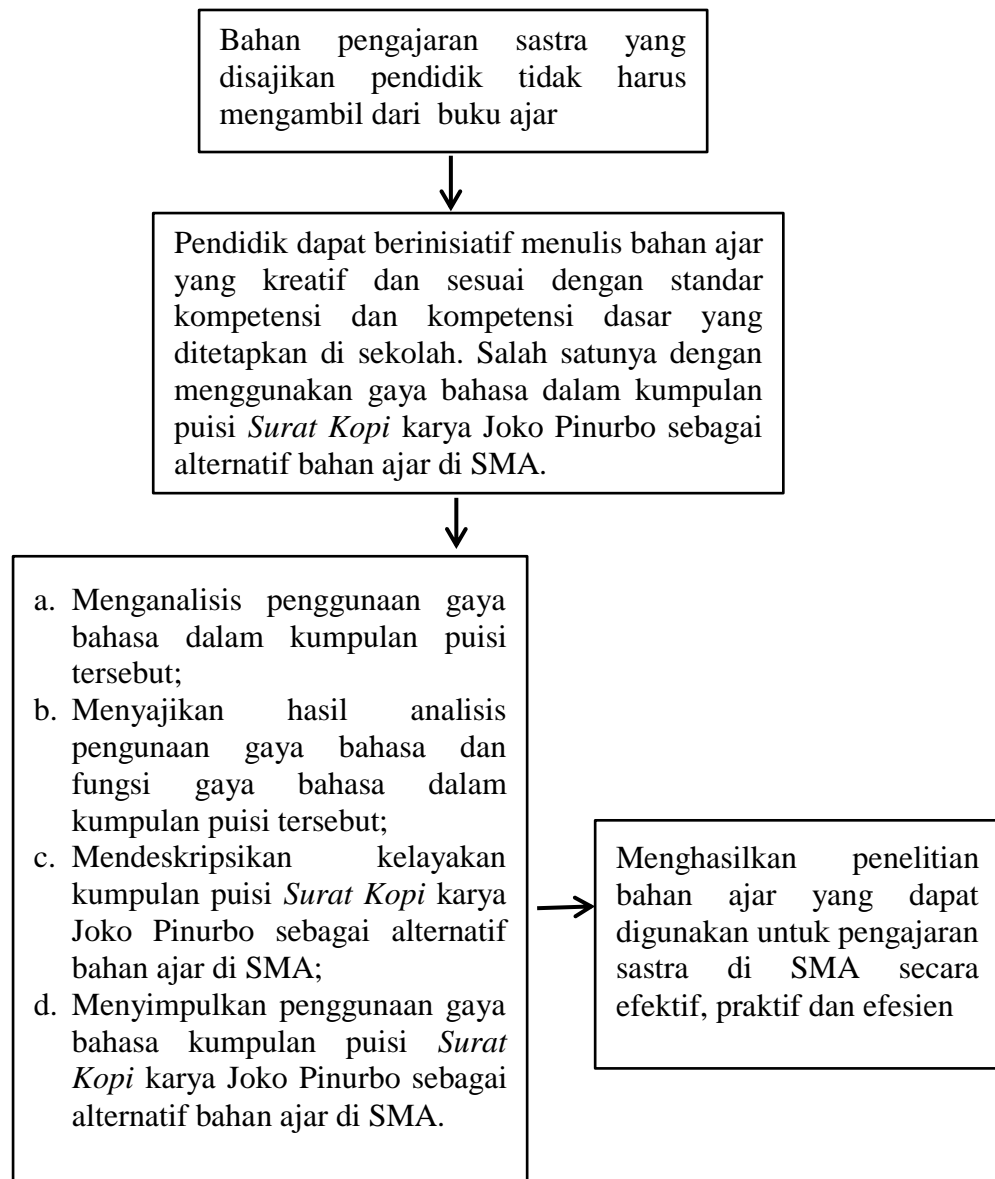 Bahan pengajaran sastra yang
disajikan pendidik tidak harus
mengambil dari buku ajar
Pendidik dapat berinisiatif menulis bahan ajar
yang kreatif dan sesuai dengan standar
kompetensi dan kompetensi dasar yang
ditetapkan di sekolah. Salah satunya dengan
menggunakan gaya bahasa dalam kumpulan
puisi Surat Kopi karya Joko Pinurbo sebagai
alternatif bahan ajar di SMA.
a. Menganalisis penggunaan gaya
bahasa dalam kumpulan puisi
tersebut;
b. Menyajikan hasil analisis
pengunaan gaya bahasa dan
fungsi gaya bahasa dalam
kumpulan puisi tersebut;
c. Mendeskripsikan kelayakan
kumpulan puisi Surat Kopi karya
Joko Pinurbo sebagai alternatif
bahan ajar di SMA;
d. Menyimpulkan penggunaan gaya
bahasa kumpulan puisi Surat
Kopi karya Joko Pinurbo sebagai
alternatif bahan ajar di SMA.
Menghasilkan penelitian
bahan ajar yang dapat
digunakan untuk pengajaran
sastra di SMA secara
efektif, praktif dan efesien